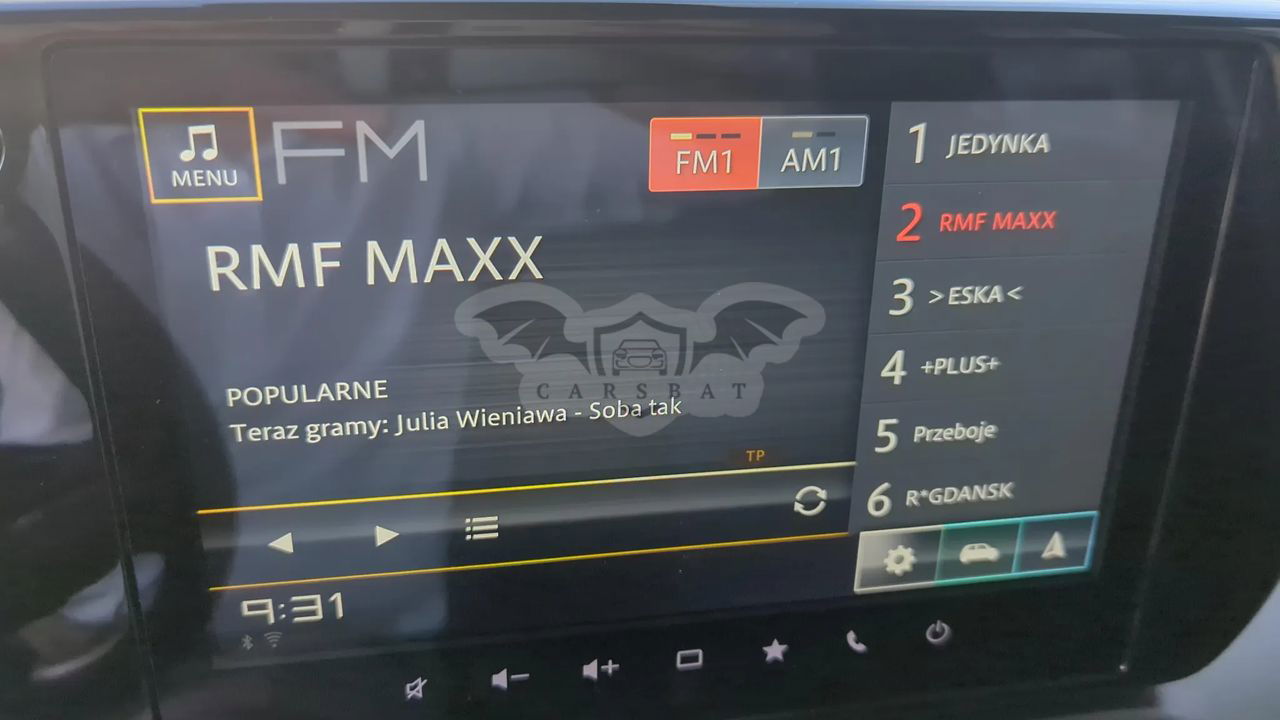 MENU
FM
FM1
AM1
RMF MAXX
POPULARNE
Teraz gramy: Julia Wieniawa - Soba tak
TP
9:31
1 JEDYNKA
2 RMF MAXX
3 >ESKA<
4 +PLUS+
5 Przeboje
6 R*GDANSK
CARSBAT